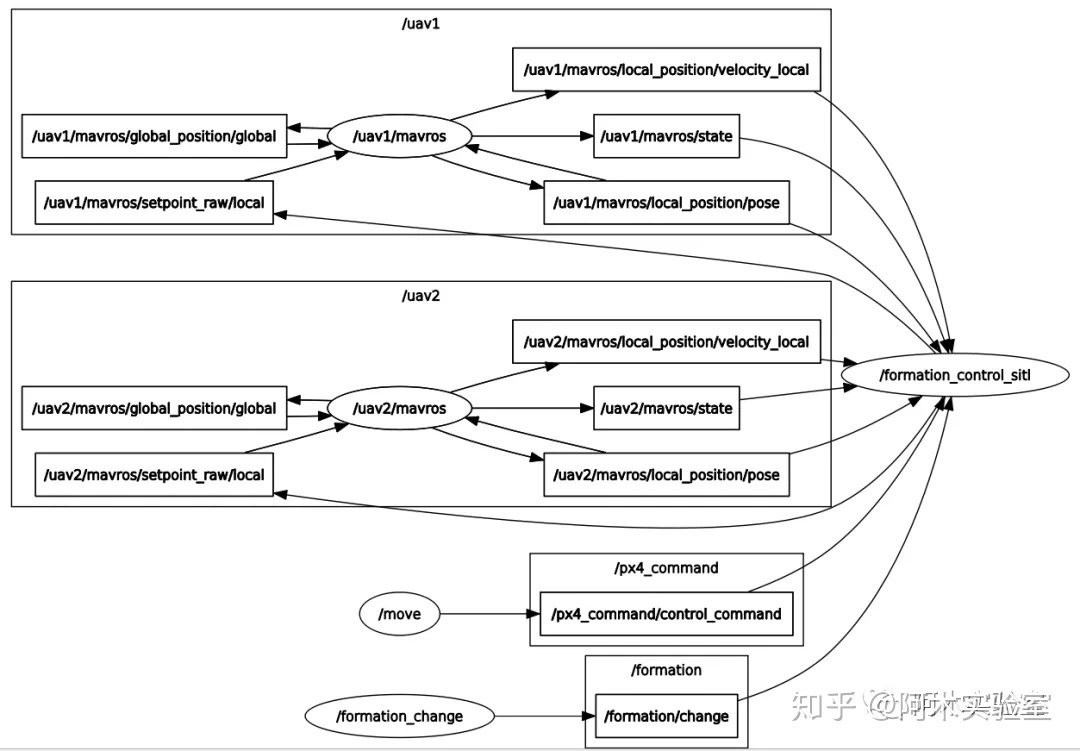 /uav1
/uav1/mavros/local_position/velocity_local
/uav1/mavros/global_position/global
/uav1/mavros
/uav1/mavros/state
/uav1/mavros/setpoint_raw/local
/uav1/mavros/local_position/pose
/uav2
/uav2/mavros/local_position/velocity_local
/formation_control_sitl
/uav2/mavros/global_position/global
/uav2/mavros
/uav2/mavros/state
/uav2/mavros/setpoint_raw/local
/uav2/mavros/local_position/pose
/px4_command
/move
/px4_command/control_command
/formation
/formation_change
/formation/change
知乎 @阿木实验室